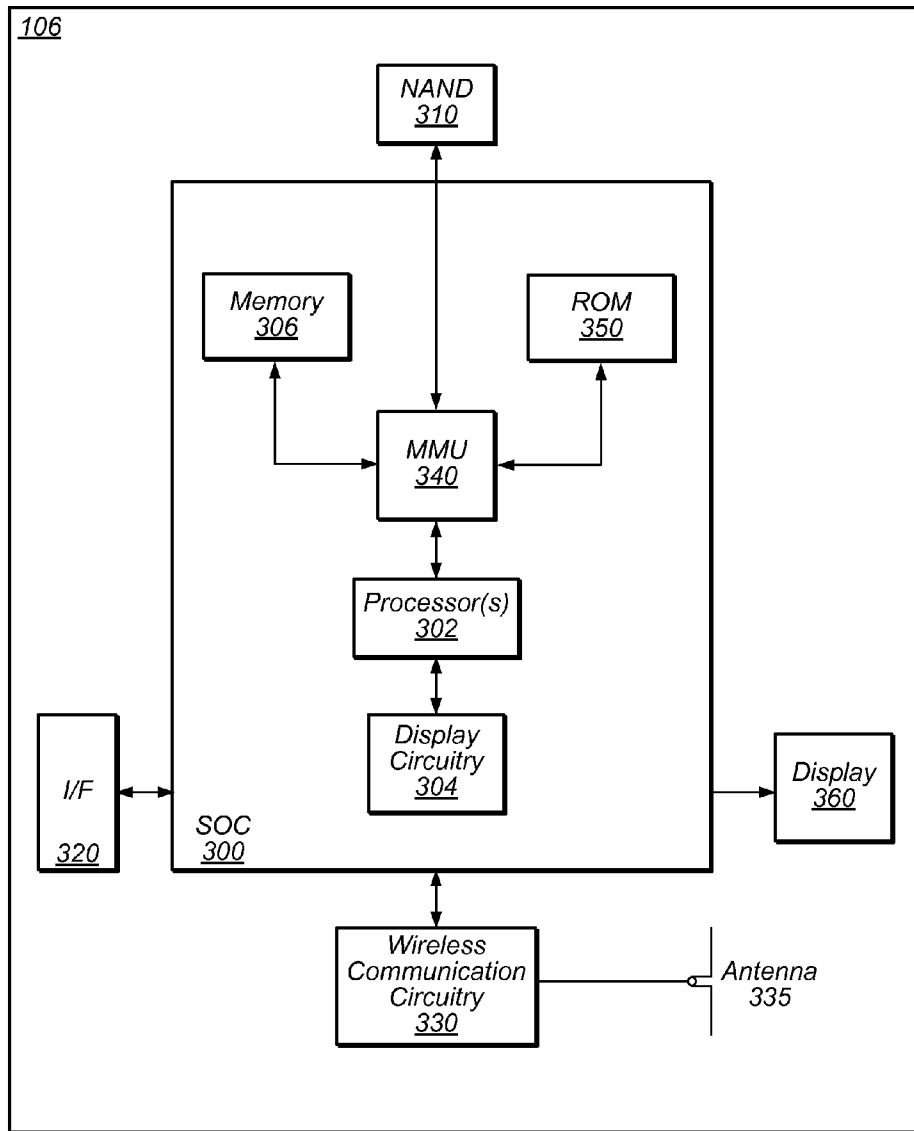 106
NAND
310
Memory
306
ROM
350
MMU
340
Processor(s)
302
Display
Circuitry
304
I/F
320
SOC
300
Display
360
Wireless
Communication
Circuitry
330
Antenna
335